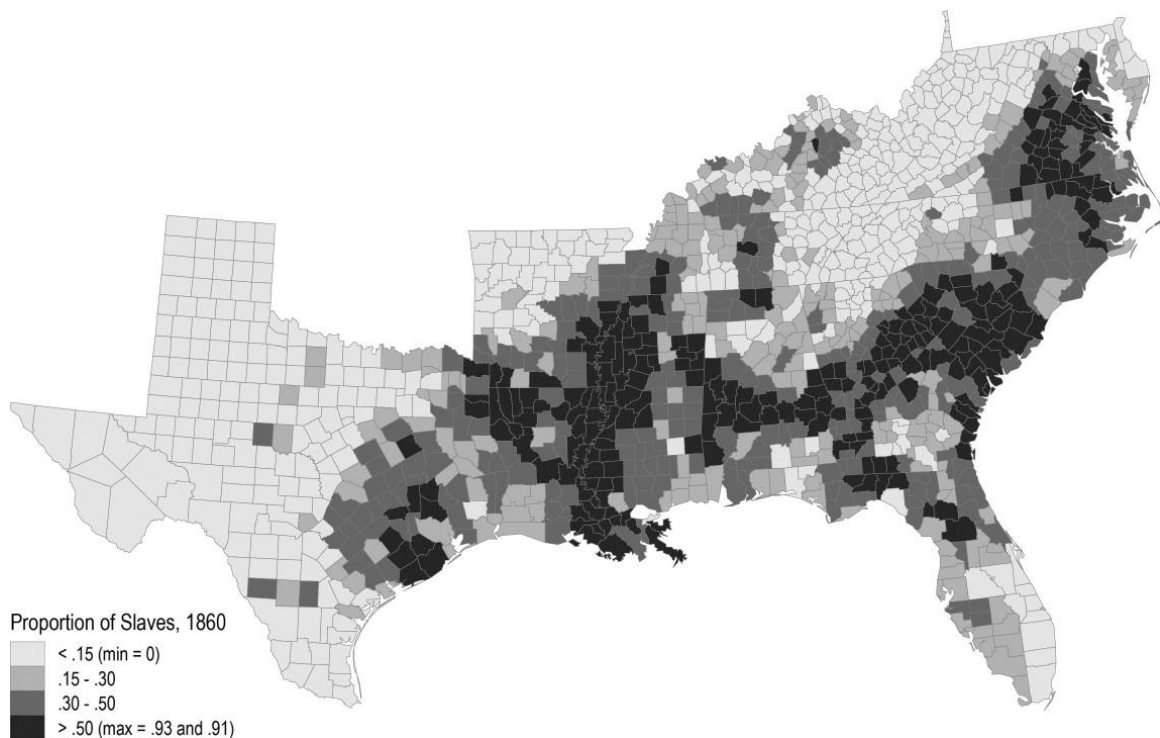 Proportion of Slaves, 1860
< .15 (min = 0)
.15 - .30
.30 - .50
> .50 (max = .93 and .91)